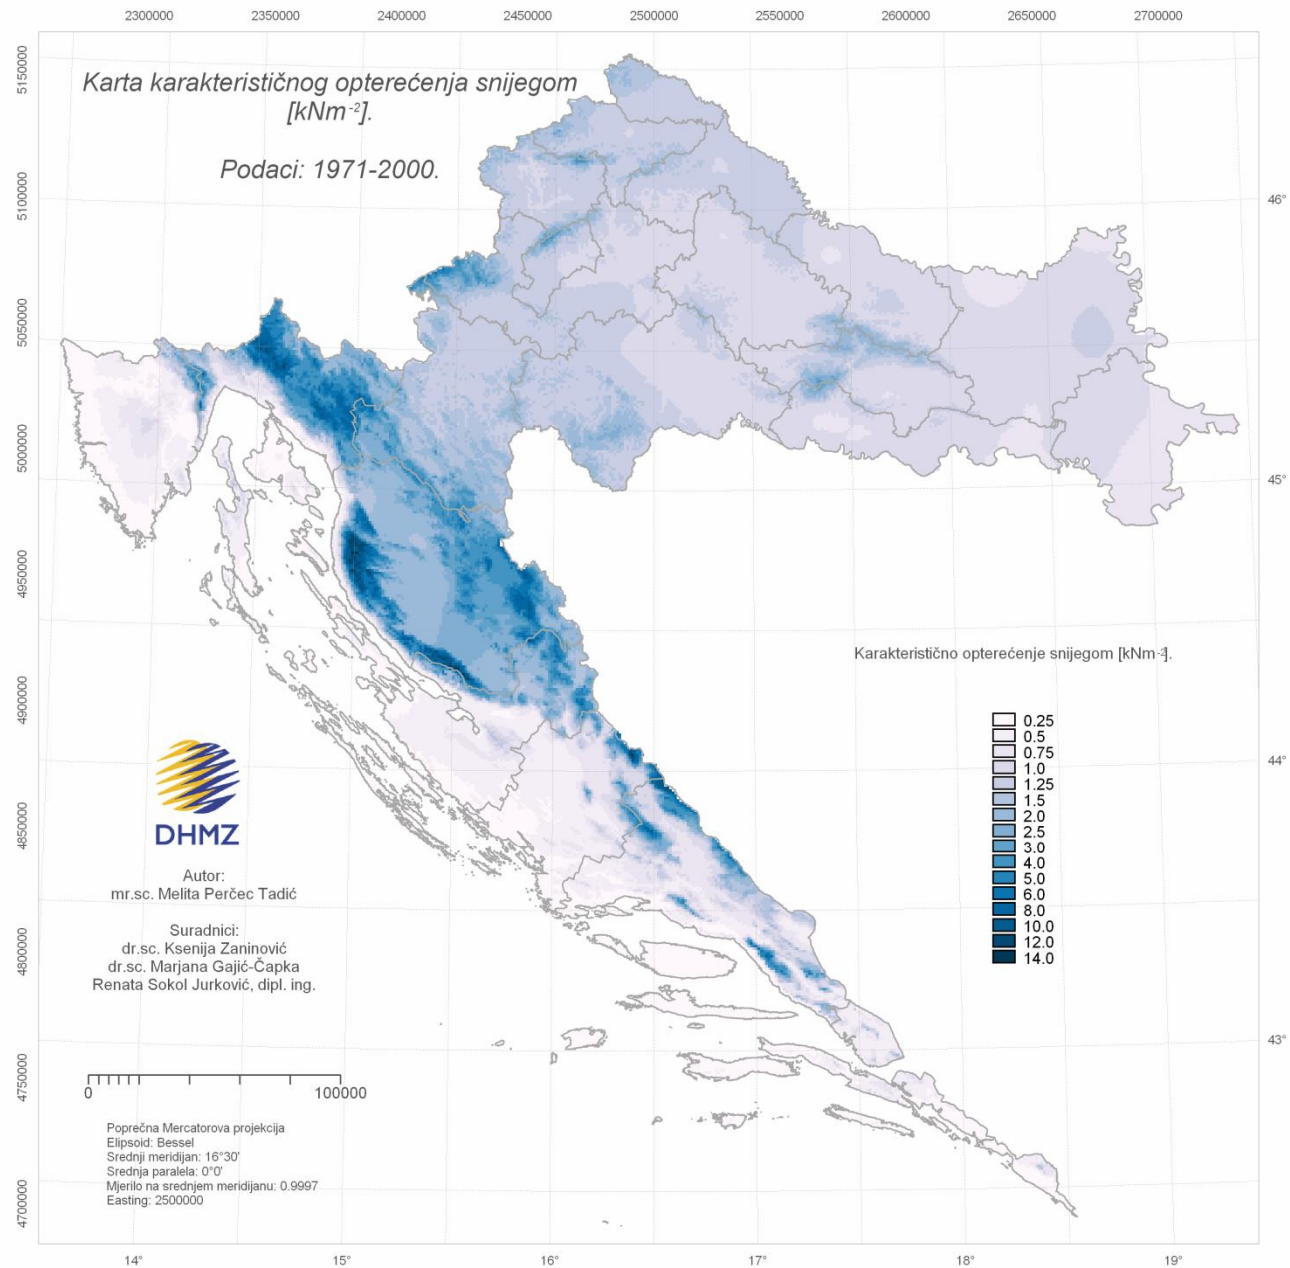 2300000 2350000 2400000 2450000 2500000 2550000 2600000 2650000 2700000
Karta karakterističnog opterećenja snijegom
[kNm-2].
Podaci: 1971-2000.
5150000
5100000
5050000
5000000
4950000
4900000
4850000
4800000
4750000
4700000
46°
45°
44°
43°
Karakteristično opterećenje snijegom [kNm-2].
0.25
0.5
0.75
1.0
1.25
1.5
2.0
2.5
3.0
4.0
5.0
6.0
8.0
10.0
12.0
14.0
DHMZ
Autor:
mr.sc. Melita Perčec Tadić
Suradnici:
dr.sc. Ksenija Zaninović
dr.sc. Marjana Gajić-Čapka
Renata Sokol Jurković, dipl. ing.
0 100000
Poprečna Mercatorova projekcija
Elipsoid: Bessel
Srednji meridijan: 16°30'
Srednja paralela: 0°0'
Mjerilo na srednjem meridijanu: 0.9997
Easting: 2500000
14° 15° 16° 17° 18° 19°